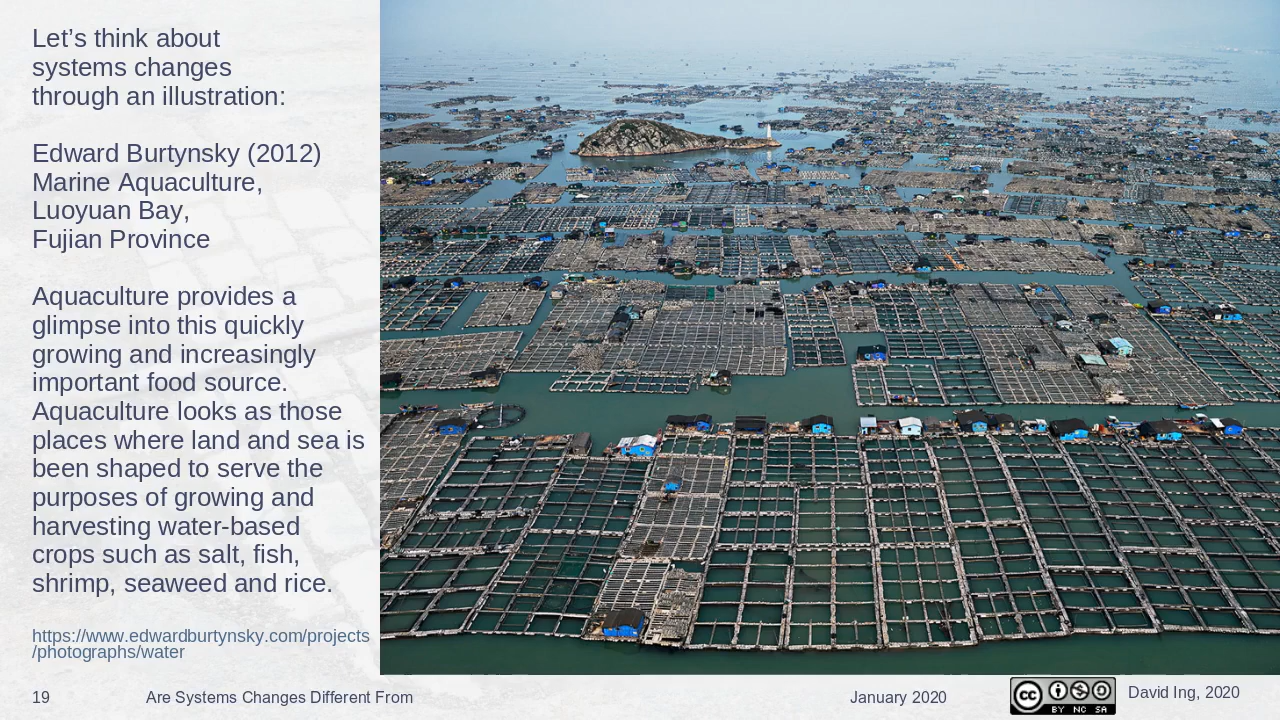 Let’s think about
systems changes
through an illustration:
Edward Burtynsky (2012)
Marine Aquaculture,
Luoyuan Bay,
Fujian Province
Aquaculture provides a
glimpse into this quickly
growing and increasingly
important food source.
Aquaculture looks as those
places where land and sea is
been shaped to serve the
purposes of growing and
harvesting water-based
crops such as salt, fish,
shrimp, seaweed and rice.
https://www.edwardburtynsky.com/projects
/photographs/water
19
Are Systems Changes Different From
January 2020
CC
BY NC SA
David Ing, 2020